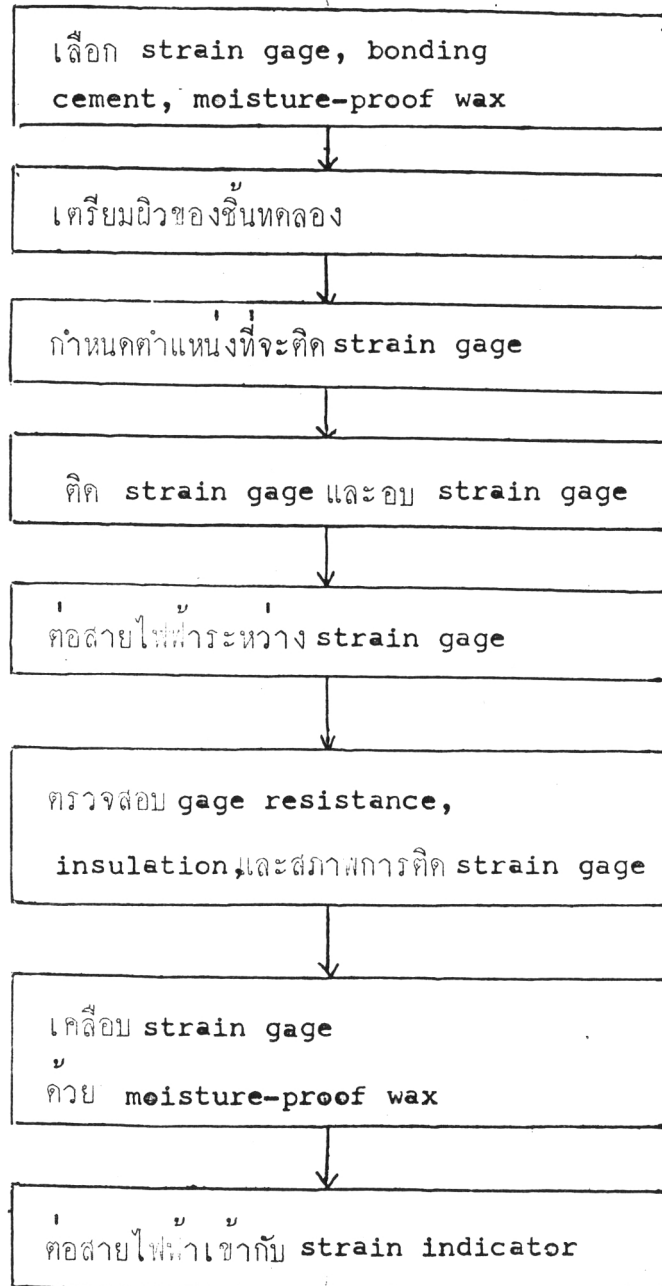 เลือก strain gage, bonding
cement, moisture-proof wax
เตรียมผิวของชิ้นทดลอง
กำหนดตำแหน่งที่จะติด strain gage
ติด strain gage และอบ strain gage
ต่อสายไฟฟ้าระหว่าง strain gage
ตรวจสอบ gage resistance,
insulation,และสภาพการติด strain gage
เคลือบ strain gage
ด้วย moisture-proof wax
ต่อสายไฟฟ้าเข้ากับ strain indicator